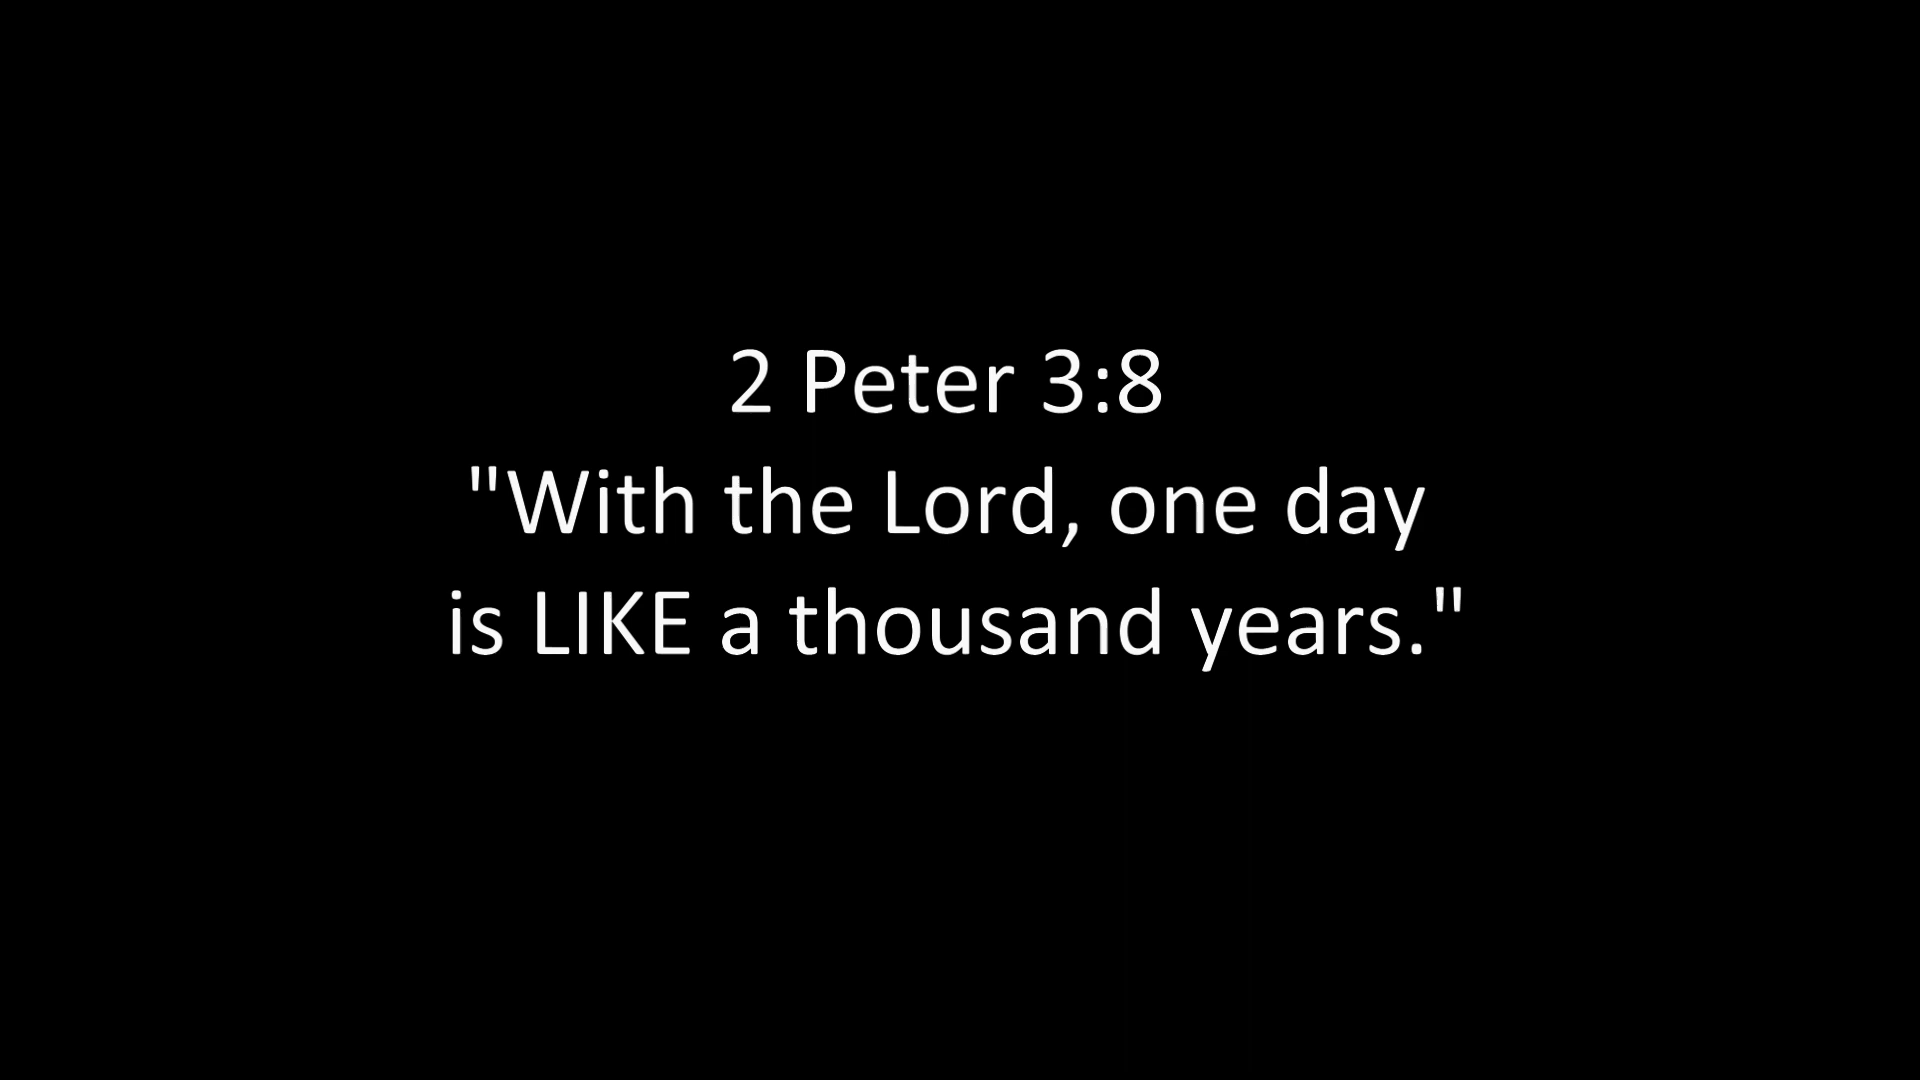 2 Peter 3:8
"With the Lord, one day
is LIKE a thousand years."